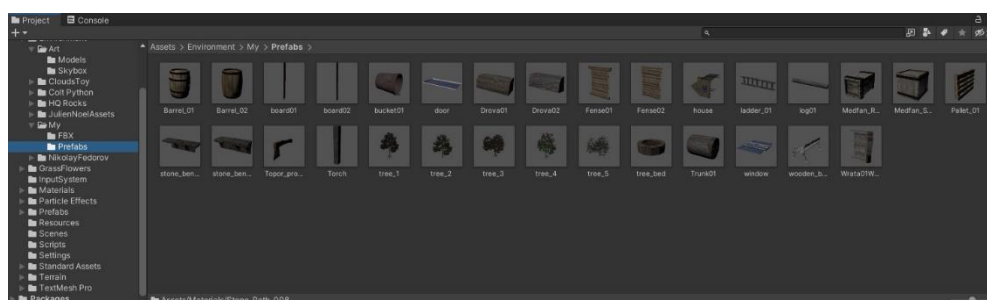 Project Console
Art
Assets > Environment > My > Prefabs >
Models
Skybox
CloudsToy
Colt Python
HQ Rocks
JulienNoelAssets
My
FBX
Prefabs
NikolayFedorov
GrassFlowers
InputSystem
Materials
Particle Effects
Prefabs
Resources
Scenes
Scripts
Settings
Standard Assets
Terrain
TextMesh Pro
Packages
Barrel_01 Barrel_02 board01 board02 bucket01 door Drova01 Drova02 Fense01 Fense02 house ladder_01 log01 Medfan_R... Medfan_S... Pallet_01
stone_ben... stone_ben... Topor_pro... Torch tree_1 tree_2 tree_3 tree_4 tree_5 tree_bed Trunk01 window wooden_b... Wrata01W...